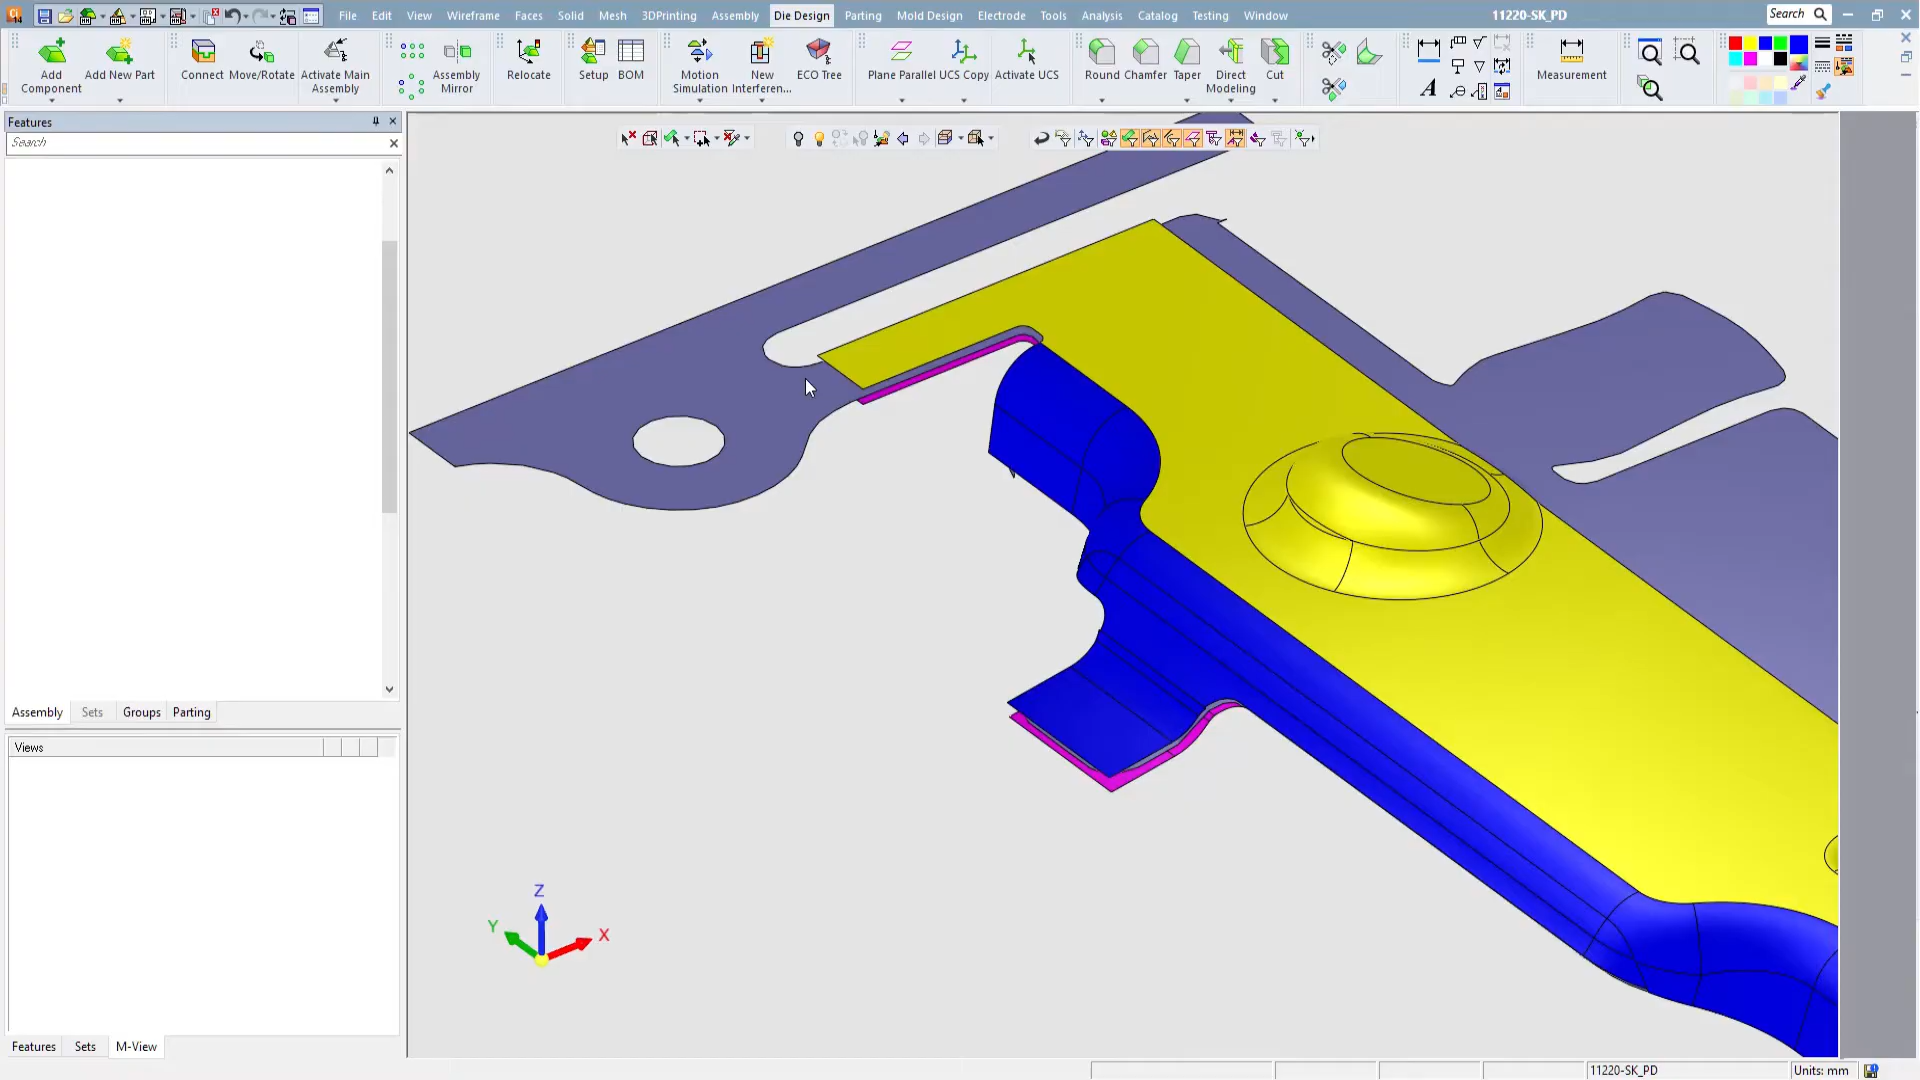 File Edit View Wireframe Faces Solid Mesh 3DPrinting Assembly Die Design Parting Mold Design Electrode Tools Analysis Catalog Testing Window 11220-SK_PD Search
Add Component Add New Part Connect Move/Rotate Activate Main Assembly Assembly Mirror Relocate Setup BOM Motion Simulation New Interferen... ECO Tree Plane Parallel UCS Copy Activate UCS Round Chamfer Taper Direct Modeling Cut Measurement
Features
Search
Assembly Sets Groups Parting
Views
Features Sets M-View
Z
Y
X
11220-SK_PD Units: mm